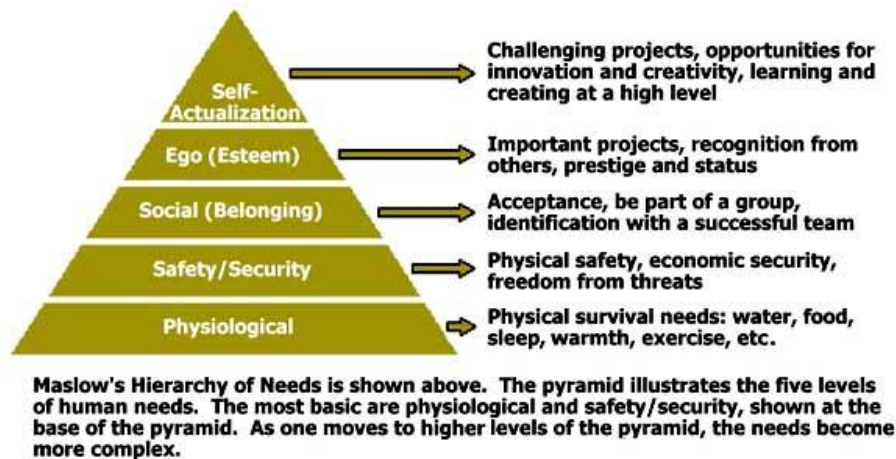 Self-
Actualization
Challenging projects, opportunities for
innovation and creativity, learning and
creating at a high level
Ego (Esteem)
Important projects, recognition from
others, prestige and status
Social (Belonging)
Acceptance, be part of a group,
identification with a successful team
Safety/Security
Physical safety, economic security,
freedom from threats
Physiological
Physical survival needs: water, food,
sleep, warmth, exercise, etc.
Maslow's Hierarchy of Needs is shown above.  The pyramid illustrates the five levels
of human needs.  The most basic are physiological and safety/security, shown at the
base of the pyramid.  As one moves to higher levels of the pyramid, the needs become
more complex.